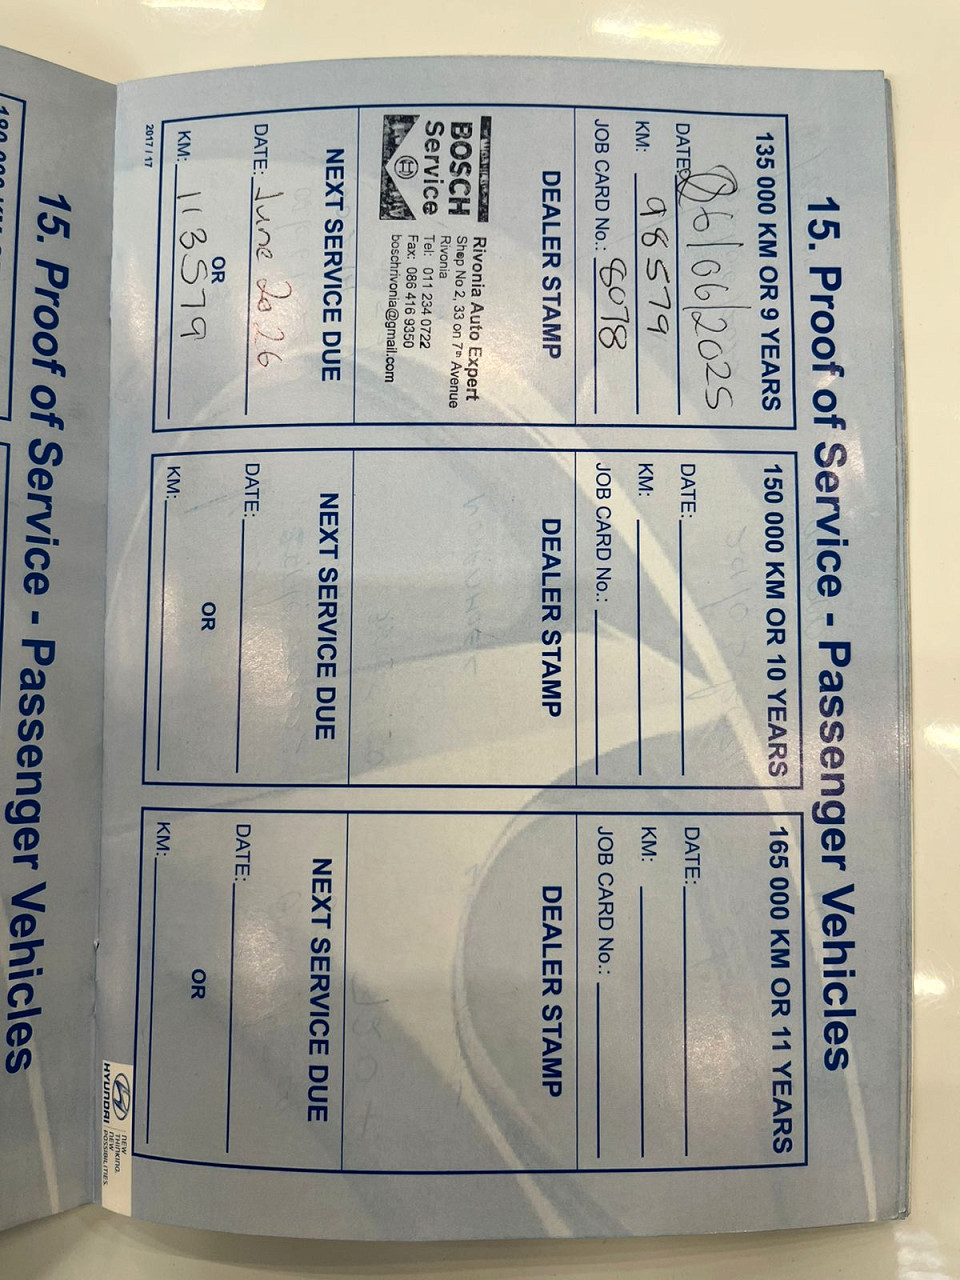 15. Proof of Service - Passenger Vehicles
135 000 KM OR 9 YEARS
DATE: 06/06/2025
KM: 98579
JOB CARD No.: 8078
DEALER STAMP
BOSCH
Service
Rivonia Auto Expert
Shop No 2, 33 on 7th Avenue
Rivonia
Tel: 011 234 0722
Fax: 086 416 9350
boschrivonia@gmail.com
NEXT SERVICE DUE
DATE: June 2026
OR
KM: 113579
2017 / 17
150 000 KM OR 10 YEARS
DATE:
KM:
JOB CARD No.:
DEALER STAMP
NEXT SERVICE DUE
DATE:
OR
KM:
165 000 KM OR 11 YEARS
DATE:
KM:
JOB CARD No.:
DEALER STAMP
NEXT SERVICE DUE
DATE:
OR
KM:
HYUNDAI
NEW
THINKING.
NEW
POSSIBILITIES.
15. Proof of Service - Passenger Vehicles